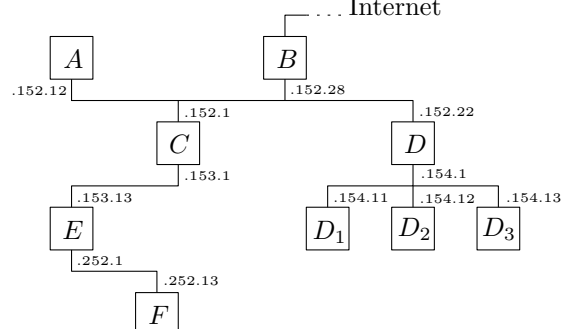 Internet
A
B
.152.12
.152.28
.152.1
.152.22
C
D
.153.1
.154.1
.153.13
.154.11
.154.12
.154.13
E
D₁
D₂
D₃
.252.1
.252.13
F